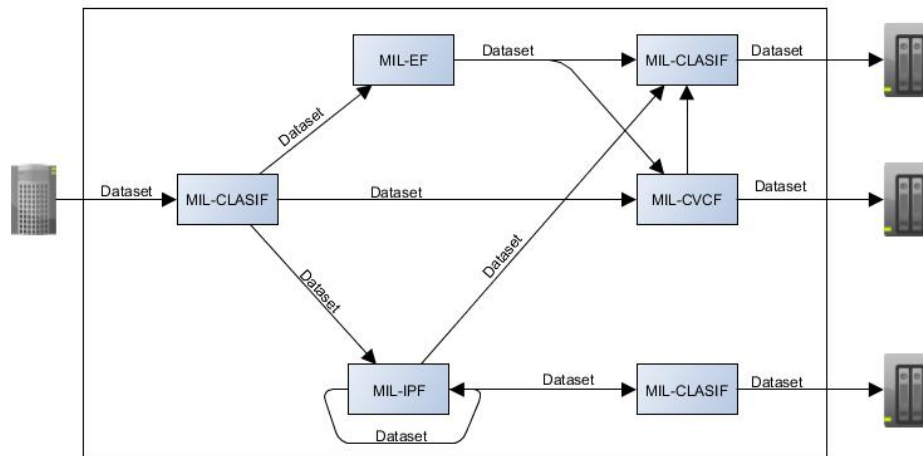 MIL-EF
Dataset
MIL-CLASIF
Dataset
Dataset
Dataset
MIL-CLASIF
Dataset
MIL-CVCF
Dataset
Dataset
Dataset
MIL-IPF
Dataset
MIL-CLASIF
Dataset
Dataset